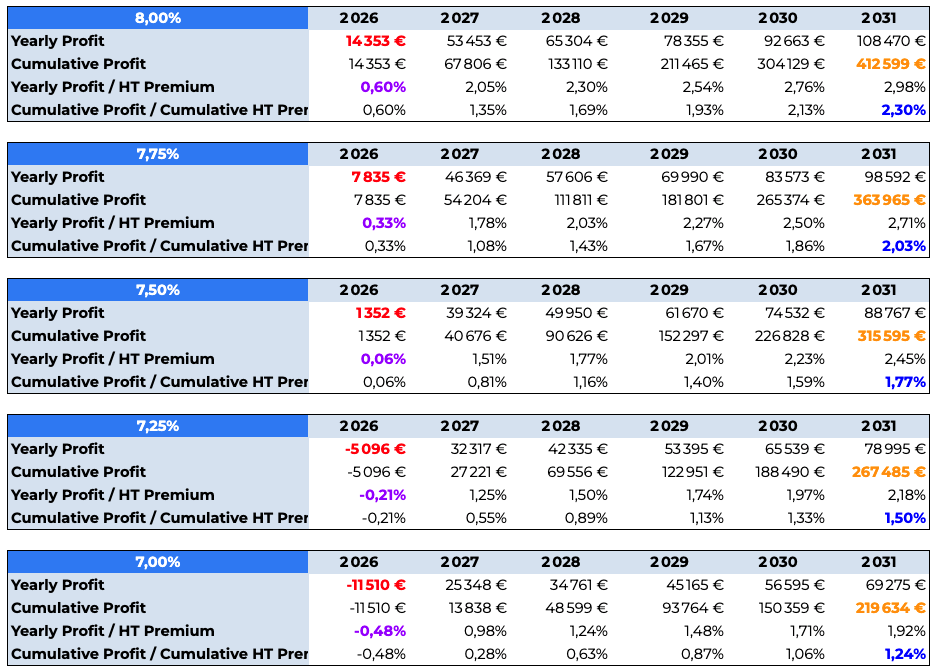 8,00% 2026 2027 2028 2029 2030 2031
Yearly Profit 14 353 € 53 453 € 65 304 € 78 355 € 92 663 € 108 470 €
Cumulative Profit 14 353 € 67 806 € 133 110 € 211 465 € 304 129 € 412 599 €
Yearly Profit / HT Premium 0,60% 2,05% 2,30% 2,54% 2,76% 2,98%
Cumulative Profit / Cumulative HT Prer 0,60% 1,35% 1,69% 1,93% 2,13% 2,30%
7,75% 2026 2027 2028 2029 2030 2031
Yearly Profit 7 835 € 46 369 € 57 606 € 69 990 € 83 573 € 98 592 €
Cumulative Profit 7 835 € 54 204 € 111 811 € 181 801 € 265 374 € 363 965 €
Yearly Profit / HT Premium 0,33% 1,78% 2,03% 2,27% 2,50% 2,71%
Cumulative Profit / Cumulative HT Prer 0,33% 1,08% 1,43% 1,67% 1,86% 2,03%
7,50% 2026 2027 2028 2029 2030 2031
Yearly Profit 1 352 € 39 324 € 49 950 € 61 670 € 74 532 € 88 767 €
Cumulative Profit 1 352 € 40 676 € 90 626 € 152 297 € 226 828 € 315 595 €
Yearly Profit / HT Premium 0,06% 1,51% 1,77% 2,01% 2,23% 2,45%
Cumulative Profit / Cumulative HT Prer 0,06% 0,81% 1,16% 1,40% 1,59% 1,77%
7,25% 2026 2027 2028 2029 2030 2031
Yearly Profit -5 096 € 32 317 € 42 335 € 53 395 € 65 539 € 78 995 €
Cumulative Profit -5 096 € 27 221 € 69 556 € 122 951 € 188 490 € 267 485 €
Yearly Profit / HT Premium -0,21% 1,25% 1,50% 1,74% 1,97% 2,18%
Cumulative Profit / Cumulative HT Prer -0,21% 0,55% 0,89% 1,13% 1,33% 1,50%
7,00% 2026 2027 2028 2029 2030 2031
Yearly Profit -11 510 € 25 348 € 34 761 € 45 165 € 56 595 € 69 275 €
Cumulative Profit -11 510 € 13 838 € 48 599 € 93 764 € 150 359 € 219 634 €
Yearly Profit / HT Premium -0,48% 0,98% 1,24% 1,48% 1,71% 1,92%
Cumulative Profit / Cumulative HT Prer -0,48% 0,28% 0,63% 0,87% 1,06% 1,24%